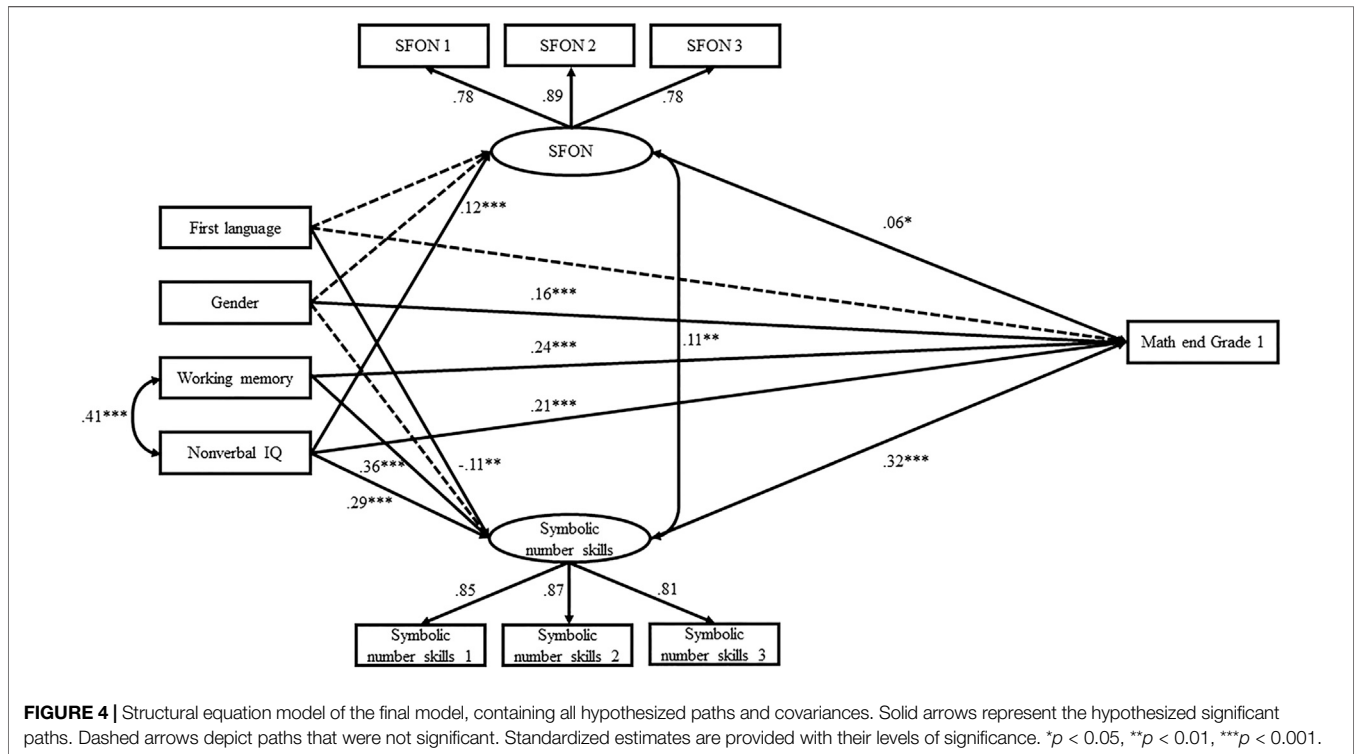 SFON 1
SFON 2
SFON 3
.78
.89
.78
SFON
.12***
First language
.06*
Gender
.16***
.24***
.11**
Math end Grade 1
Working memory
.41***
.21***
Nonverbal IQ
.36***
-.11**
.32***
.29***
Symbolic
number skills
.85
.87
.81
Symbolic
number skills 1
Symbolic
number skills 2
Symbolic
number skills 3
FIGURE 4 | Structural equation model of the final model, containing all hypothesized paths and covariances. Solid arrows represent the hypothesized significant
paths. Dashed arrows depict paths that were not significant. Standardized estimates are provided with their levels of significance. *p < 0.05, **p < 0.01, ***p < 0.001.